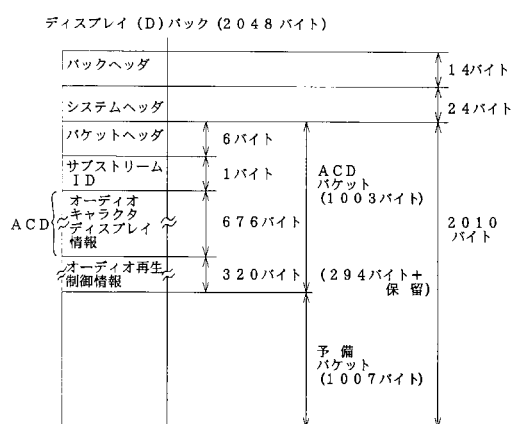 ディスプレイ (D) パック (2048バイト)
パックヘッダ
14バイト
システムヘッダ
24バイト
パケットヘッダ
6バイト
サブストリーム
ID
1バイト
ACD
パケット
(1003バイト)
2010
バイト
ACD
オーディオ
キャラクタ
ディスプレイ
情報
676バイト
オーディオ再生
制御情報
320バイト
(294バイト+
保 留)
予 備
パケット
(1007バイト)